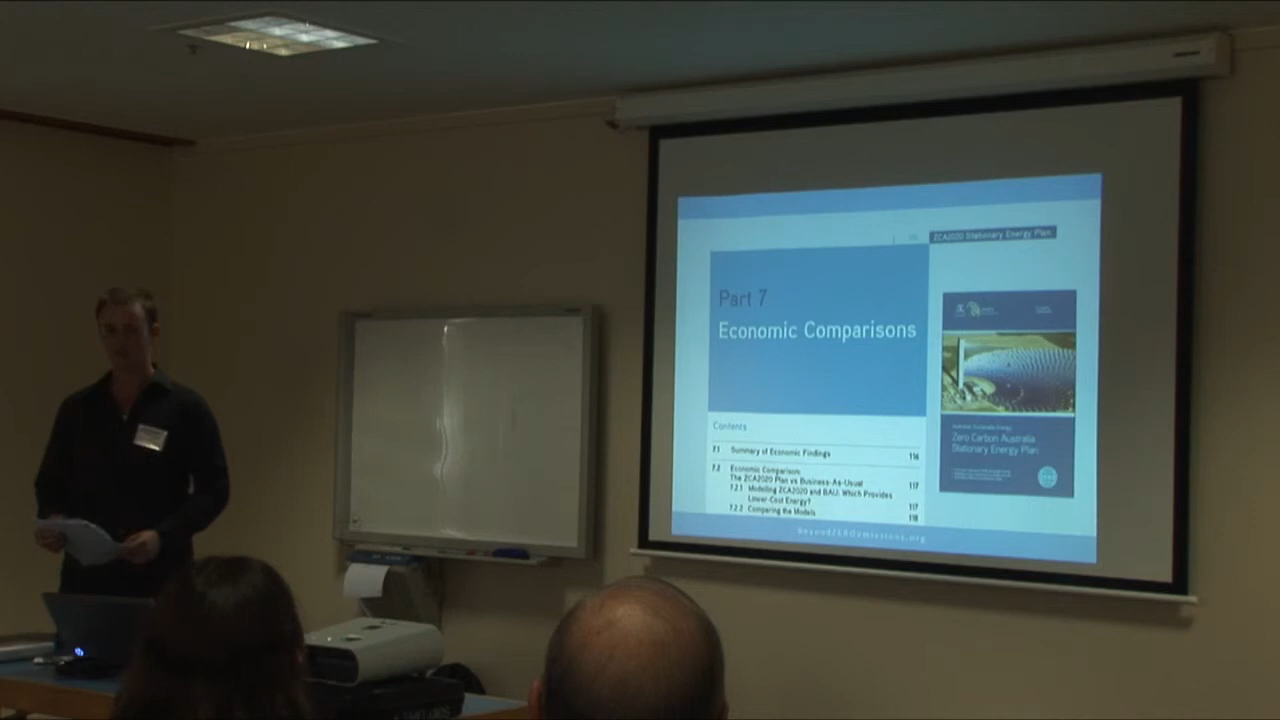 ZCA2020 Stationary Energy Plan
Part 7
Economic Comparisons
Contents
7.1 Summary of Economic Findings 116
7.2 Economic Comparison:
The ZCA2020 Plan vs Business-As-Usual 117
7.2.1 Modelling ZCA2020 and BAU: Which Provides
Lower-Cost Energy? 117
7.2.2 Comparing the Models 118
Zero Carbon Australia
Stationary Energy Plan
beyondzeroemissions.org